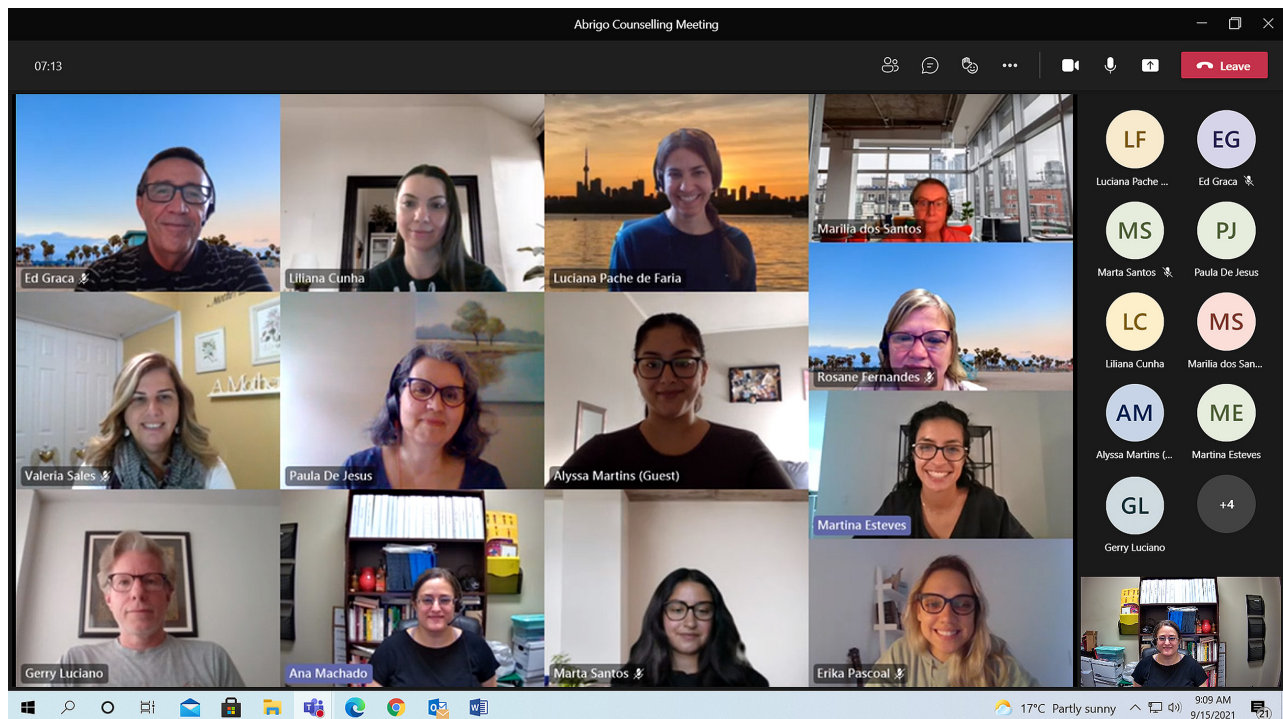 Abrigo Counselling Meeting
07:13
Leave
Ed Graca
Liliana Cunha
Luciana Pache de Faria
Marilia dos Santos
Rosane Fernandes
Valeria Sales
A Mothe
Paula De Jesus
Alyssa Martins (Guest)
Martina Esteves
Gerry Luciano
Ana Machado
Marta Santos
Erika Pascoal
LF
EG
Luciana Pache ...
Ed Graca
MS
PJ
Marta Santos
Paula De Jesus
LC
MS
Liliana Cunha
Marilia dos San...
AM
ME
Alyssa Martins (...
Martina Esteves
GL
+4
Gerry Luciano
17°C Partly sunny
9:09 AM
9/15/2021
21